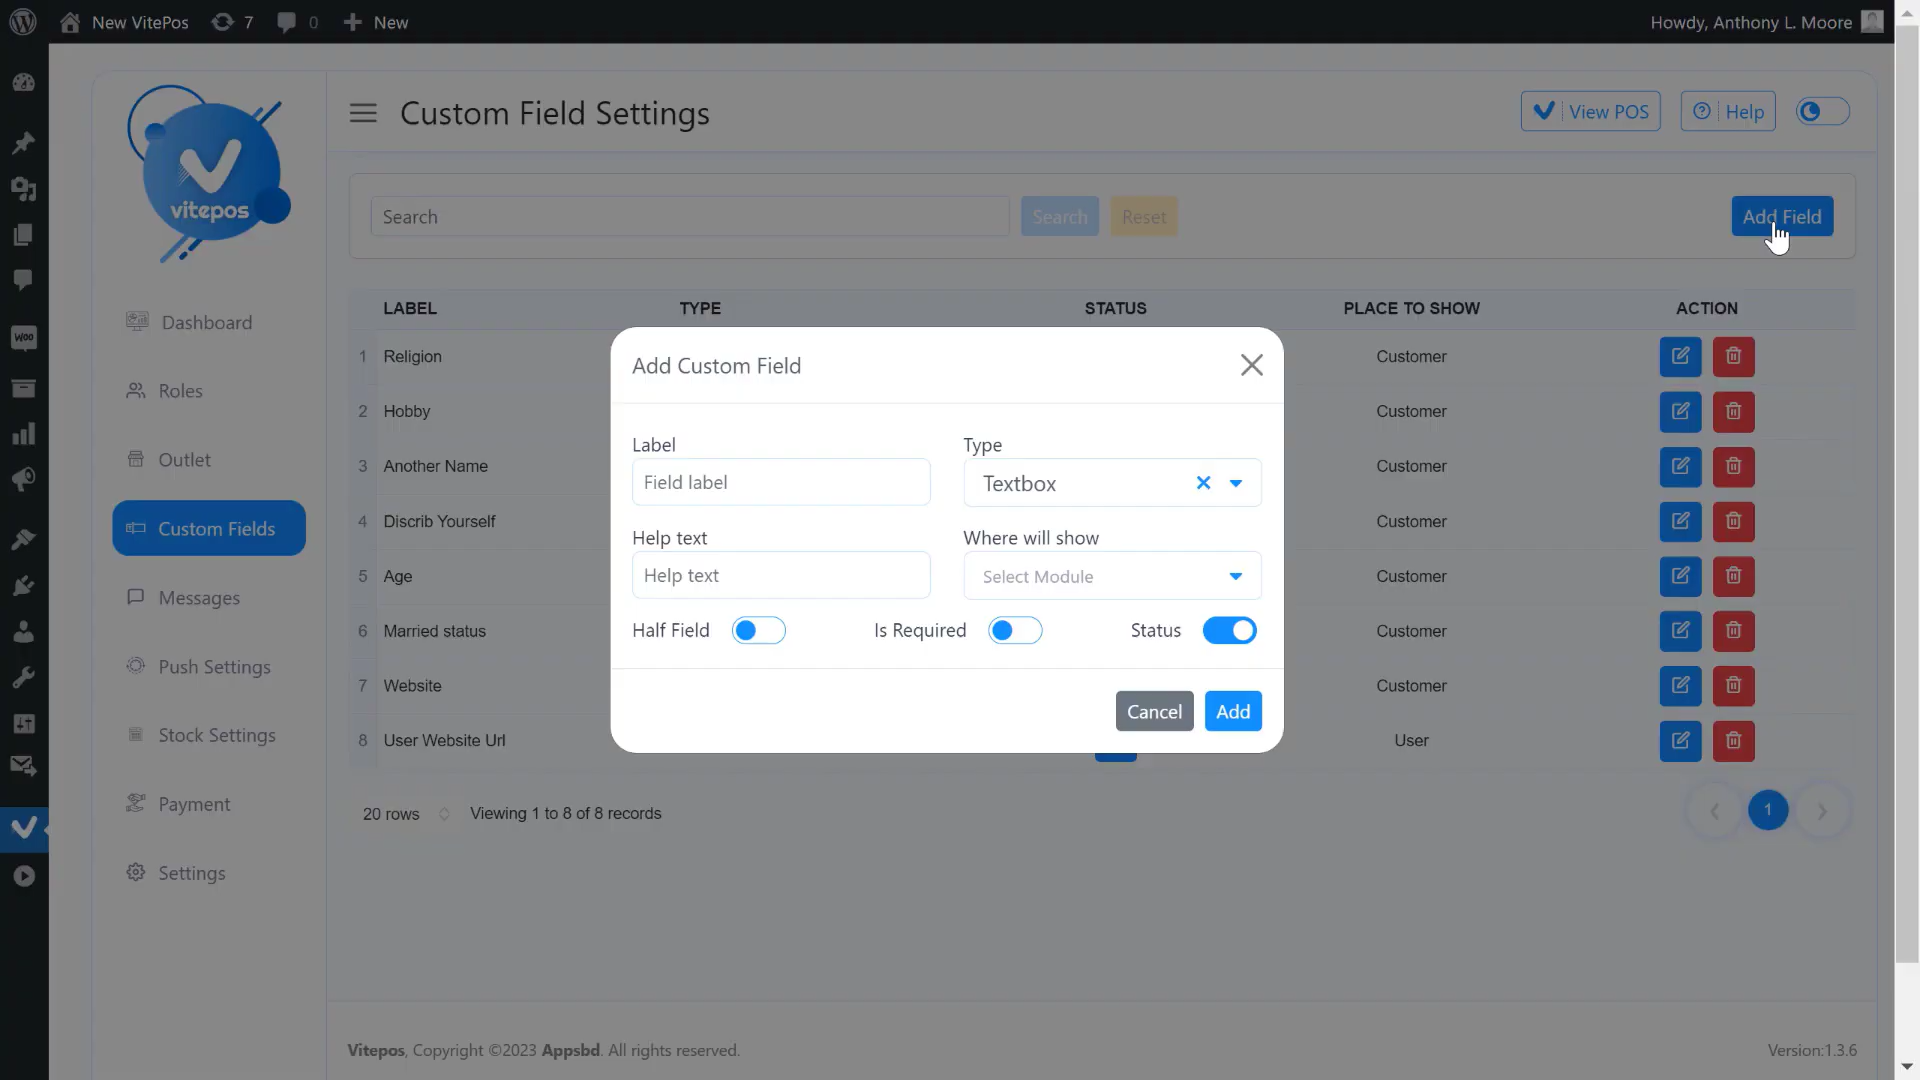 New VitePos 7 0 New Howdy, Anthony L. Moore
vitepos
Custom Field Settings
View POS
Help
Search
Search
Reset
Add Field
Dashboard
Roles
Outlet
Custom Fields
Messages
Push Settings
Stock Settings
Payment
Settings
WOO
LABEL TYPE STATUS PLACE TO SHOW ACTION
1 Religion Customer
2 Hobby Customer
3 Another Name Customer
4 Discrib Yourself Customer
5 Age Customer
6 Married status Customer
7 Website Customer
8 User Website Url User
Add Custom Field
Label Type
Field label Textbox
Help text Where will show
Help text Select Module
Half Field Is Required Status
Cancel Add
20 rows Viewing 1 to 8 of 8 records 1
Vitepos, Copyright ©2023 Appsbd. All rights reserved. Version:1.3.6